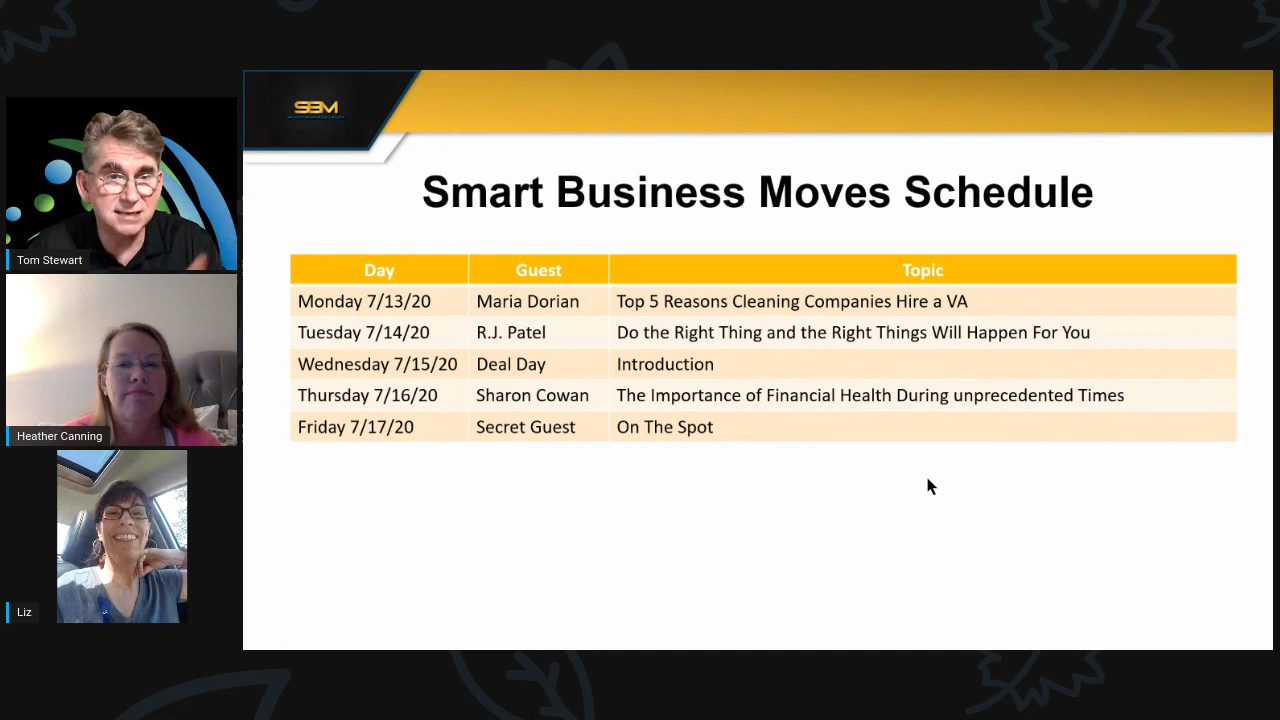 SBM
Smart Business Moves Schedule
Day Guest Topic
Monday 7/13/20 Maria Dorian Top 5 Reasons Cleaning Companies Hire a VA
Tuesday 7/14/20 R.J. Patel Do the Right Thing and the Right Things Will Happen For You
Wednesday 7/15/20 Deal Day Introduction
Thursday 7/16/20 Sharon Cowan The Importance of Financial Health During unprecedented Times
Friday 7/17/20 Secret Guest On The Spot
Tom Stewart
Heather Canning
Liz